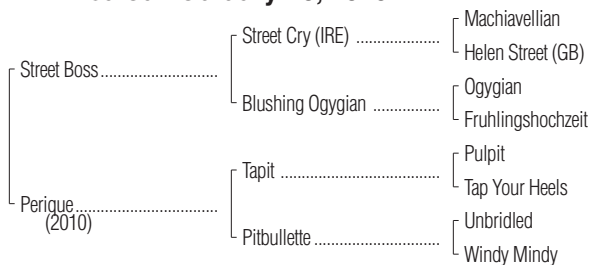 Machiavellian
Street Cry (IRE) ....................
Helen Street (GB)
Street Boss............................
Ogygian
Blushing Ogygian ................
Fruhlingshochzeit
Pulpit
Tapit .......................................
Tap Your Heels
Perique..................................
(2010)
Unbridled
Pitbullette ..............................
Windy Mindy